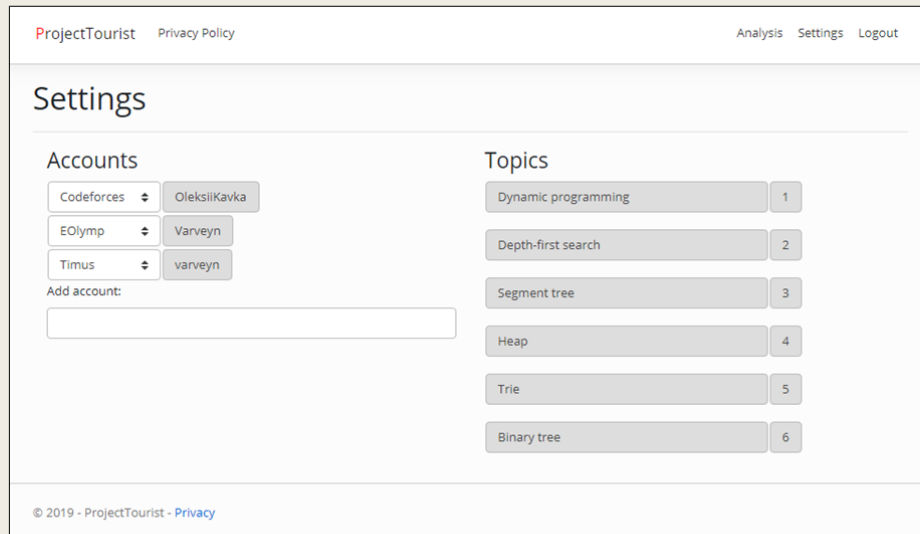 ProjectTourist Privacy Policy Analysis Settings Logout
Settings
Accounts
Codeforces OleksiiKavka
EOlymp Varveyn
Timus varveyn
Add account:
Topics
Dynamic programming 1
Depth-first search 2
Segment tree 3
Heap 4
Trie 5
Binary tree 6
© 2019 - ProjectTourist - Privacy